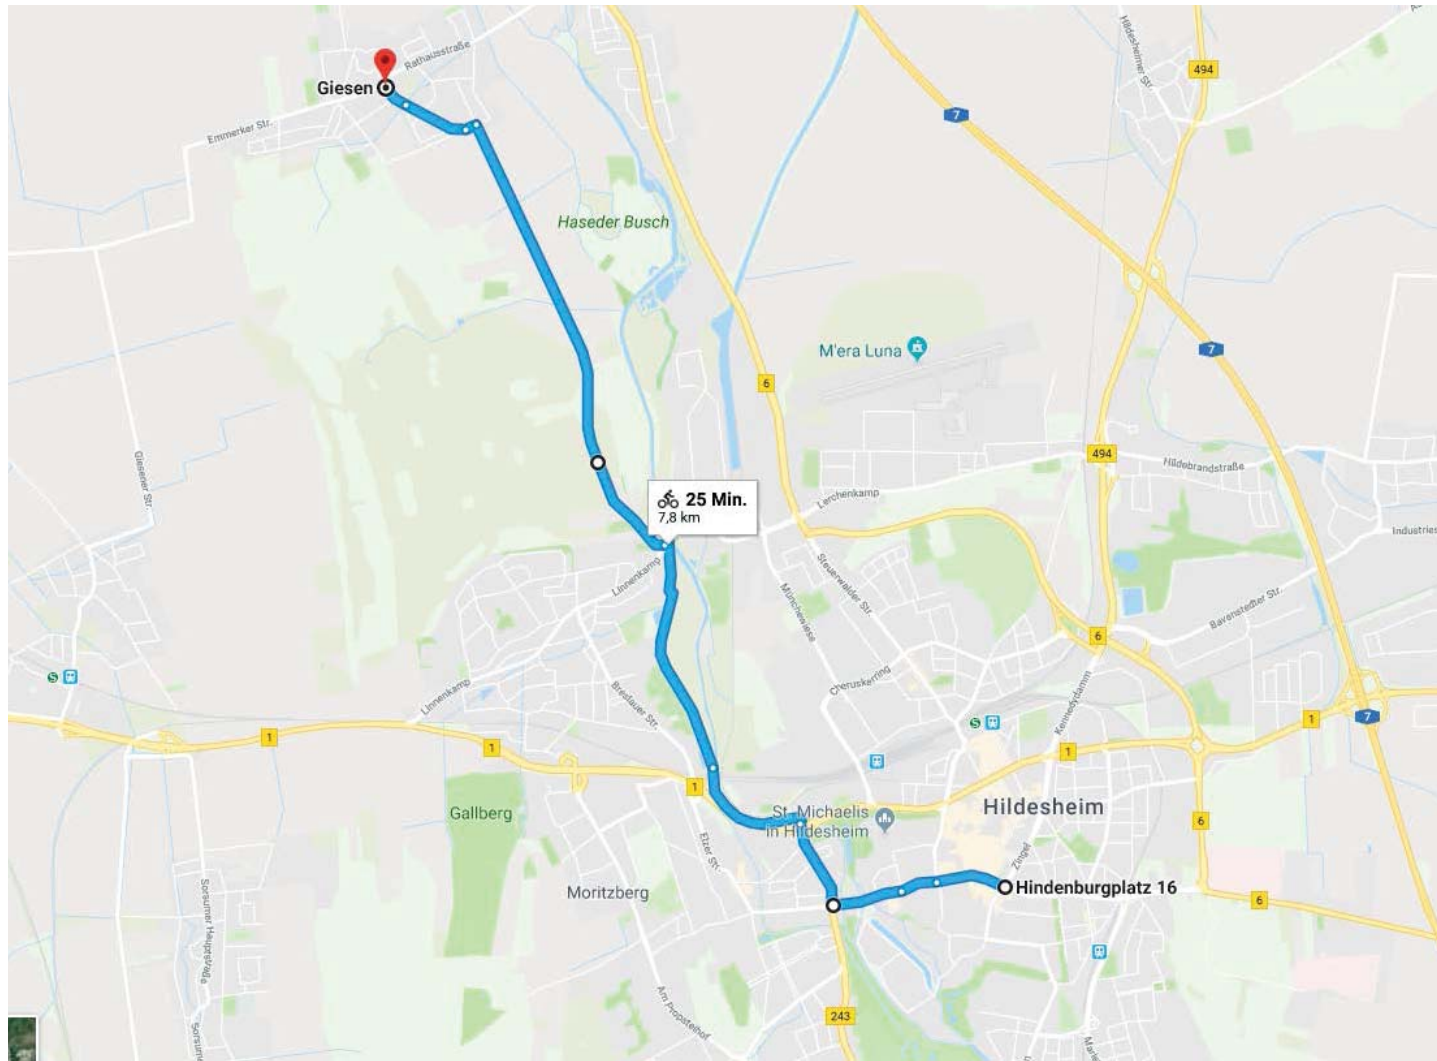 Rathausstraße
Giesen
Emmerker Str.
Hildesheimer Str.
494
7
Haseder Busch
M'era Luna
7
6
Giesener Str.
494
Hildebrandstraße
25 Min.
7,8 km
Lerchenkamp
Industries
Linnenkamp
Steuerwalder Str.
Münchewiese
Bavenstedter Str.
6
S
Linnenkamp
Breslauer Str.
Cheruskerring
Kennedydamm
S
7
1
1
1
1
1
Gallberg
St. Michaelis
in Hildesheim
Hildesheim
6
Elzer Str.
Zingel
Moritzberg
Hindenburgplatz 16
6
Sorsumer Hauptstraße
Am Propsteihof
243
Sorsum